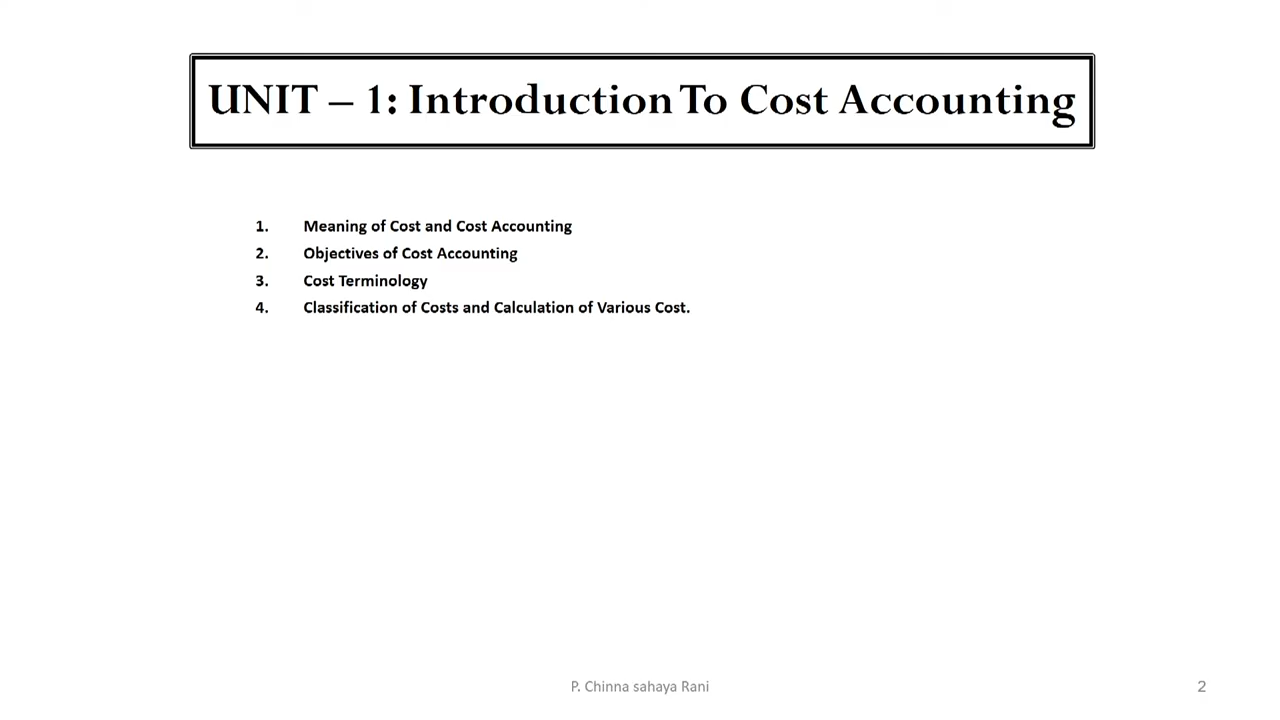 UNIT – 1: Introduction To Cost Accounting
1. Meaning of Cost and Cost Accounting
2. Objectives of Cost Accounting
3. Cost Terminology
4. Classification of Costs and Calculation of Various Cost.
P. Chinna sahaya Rani
2